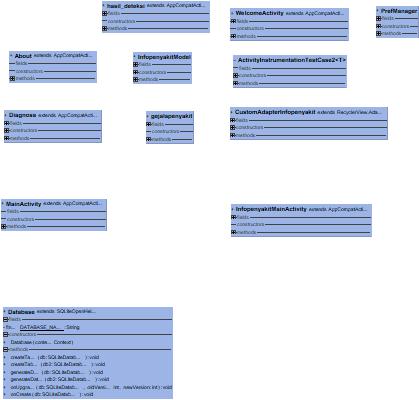 hasil_deteksi extends AppCompatActi...
fields
constructors
methods
WelcomeActivity extends AppCompatActi...
fields
constructors
methods
PrefManager
fields
constructors
methods
About extends AppCompatActi...
fields
constructors
methods
InfopenyakitModel
fields
constructors
methods
ActivityInstrumentationTestCase2<T>
fields
constructors
methods
Diagnosa extends AppCompatActi...
fields
constructors
methods
gejalapenyakit
fields
constructors
methods
CustomAdapterInfopenyakit extends RecyclerView.Ada...
fields
constructors
methods
MainActivity extends AppCompatActi...
fields
constructors
methods
InfopenyakitMainActivity extends AppCompatActi...
fields
constructors
methods
Database extends SQLiteOpenHel...
fields
DATABASE_NA... :String
constructors
Database (conte... Context)
methods
createTa... (db:SQLiteDatab... ):void
createTab... (db2:SQLiteDatab... ):void
generateD... (db:SQLiteDatab... ):void
generateDat... (db2:SQLiteDatab... ):void
onUpgra... (db:SQLiteDatab... , oldVersi... int, newVersion:int):void
onCreate (db:SQLiteDatab... ):void